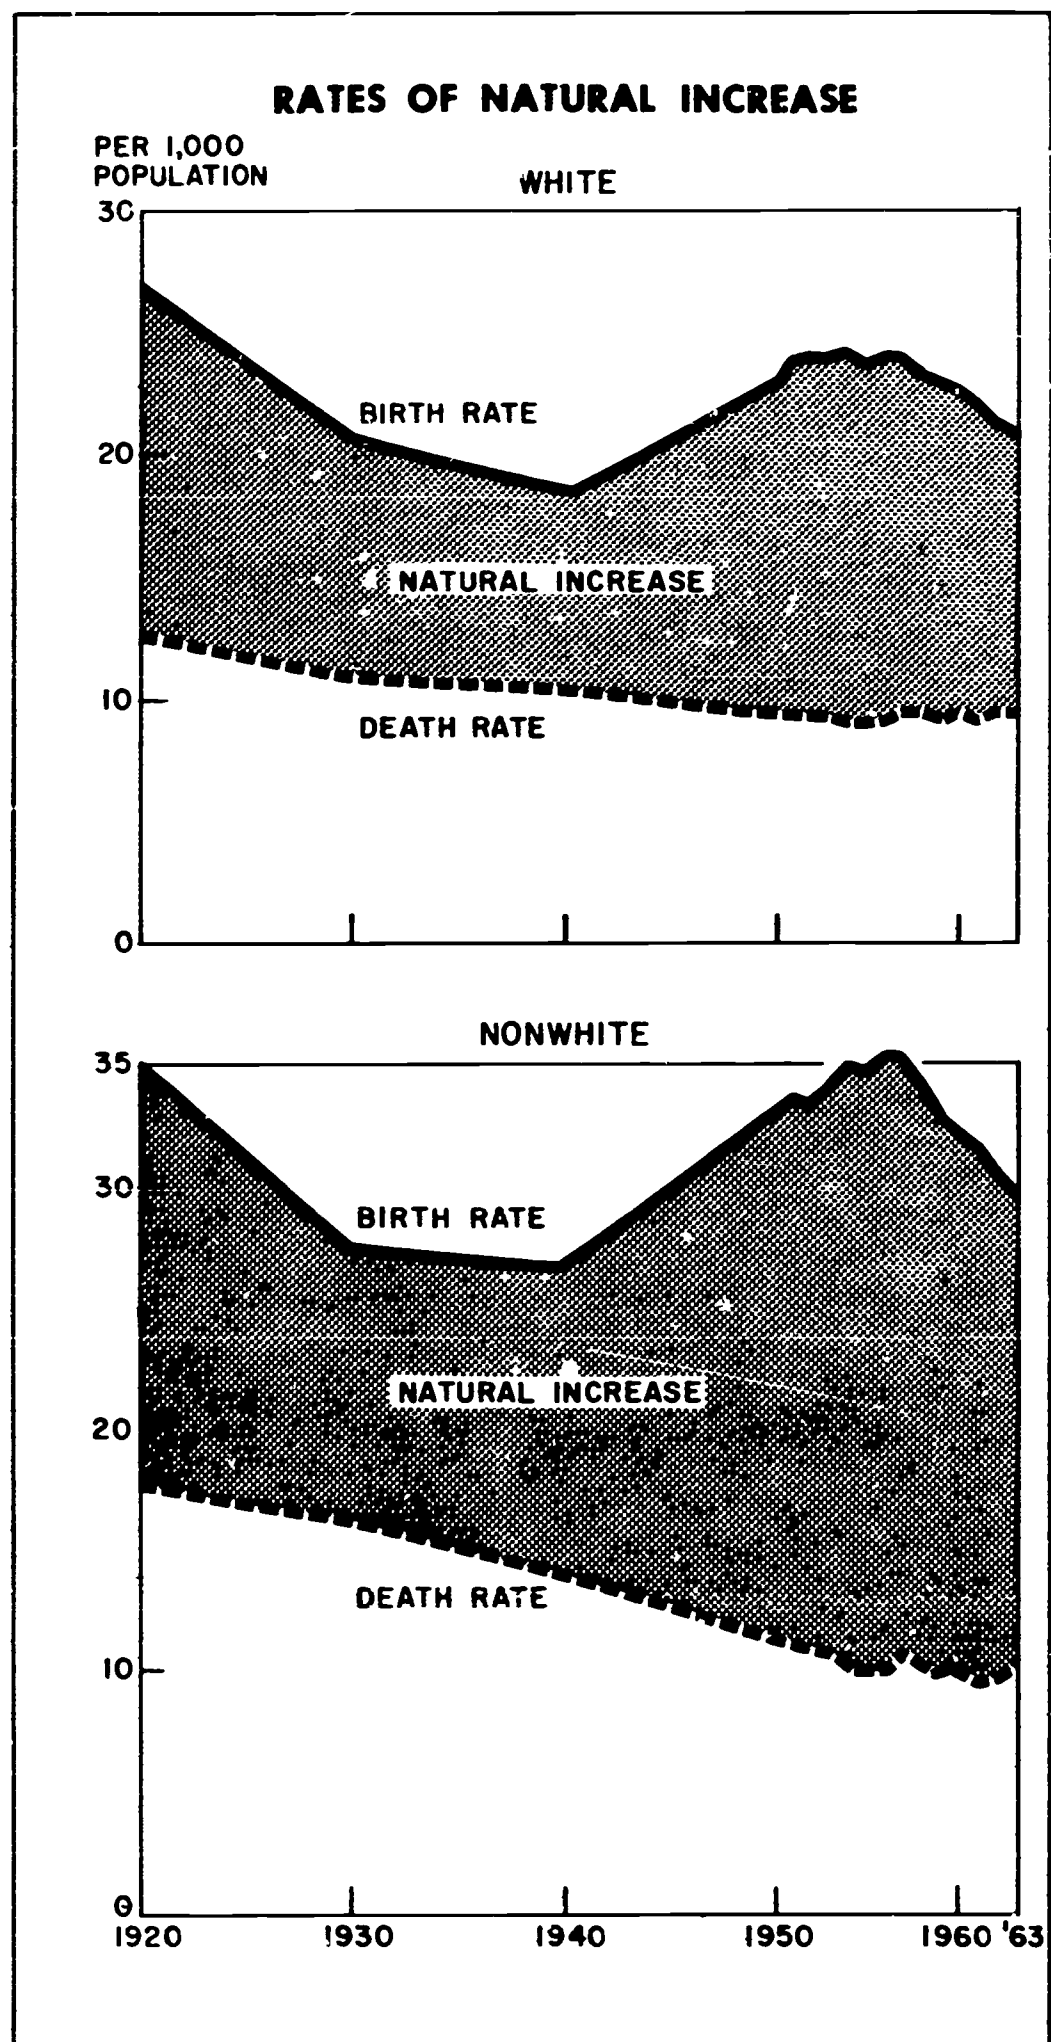 RATES OF NATURAL INCREASE
PER 1,000
POPULATION
WHITE
30
BIRTH RATE
20
NATURAL INCREASE
10
DEATH RATE
0
NONWHITE
35
30
BIRTH RATE
NATURAL INCREASE
20
DEATH RATE
10
0
1920 1930 1940 1950 1960 '63